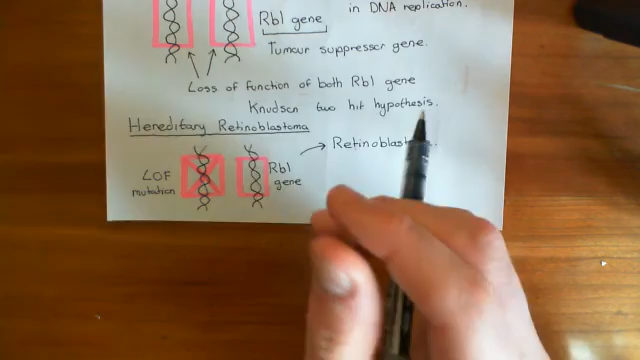 in DNA replication.
Rb1 gene
Tumour suppressor gene.
Loss of function of both Rb1 gene
Knudson two hit hypothesis.
Hereditary Retinoblastoma
LOF mutation
Rb1 gene